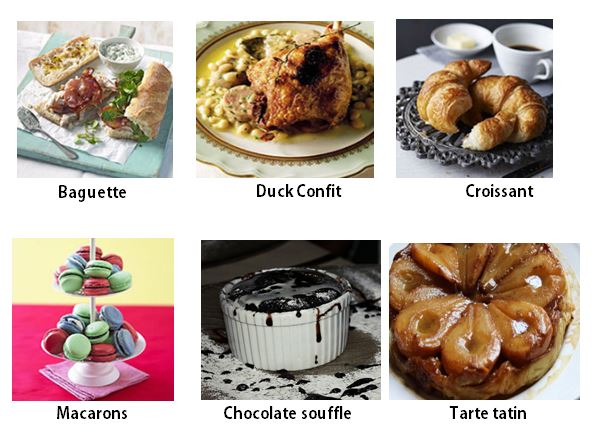 Baguette
Duck Confit
Croissant
Macarons
Chocolate souffle
Tarte tatin